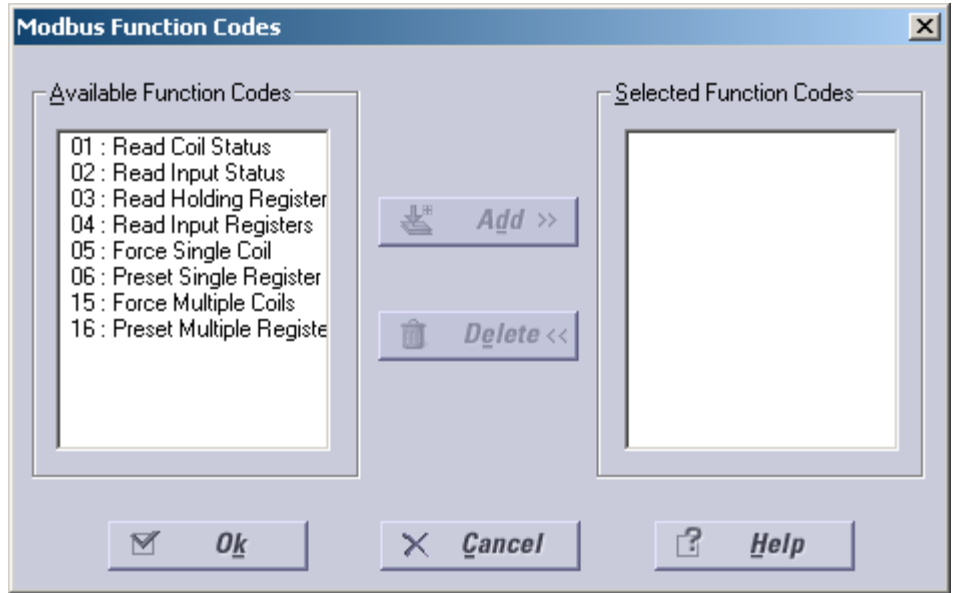 Modbus Function Codes
Available Function Codes
01 : Read Coil Status
02 : Read Input Status
03 : Read Holding Register
04 : Read Input Registers
05 : Force Single Coil
06 : Preset Single Register
15 : Force Multiple Coils
16 : Preset Multiple Registe
Add >>
Delete <<
Selected Function Codes
Ok
Cancel
Help